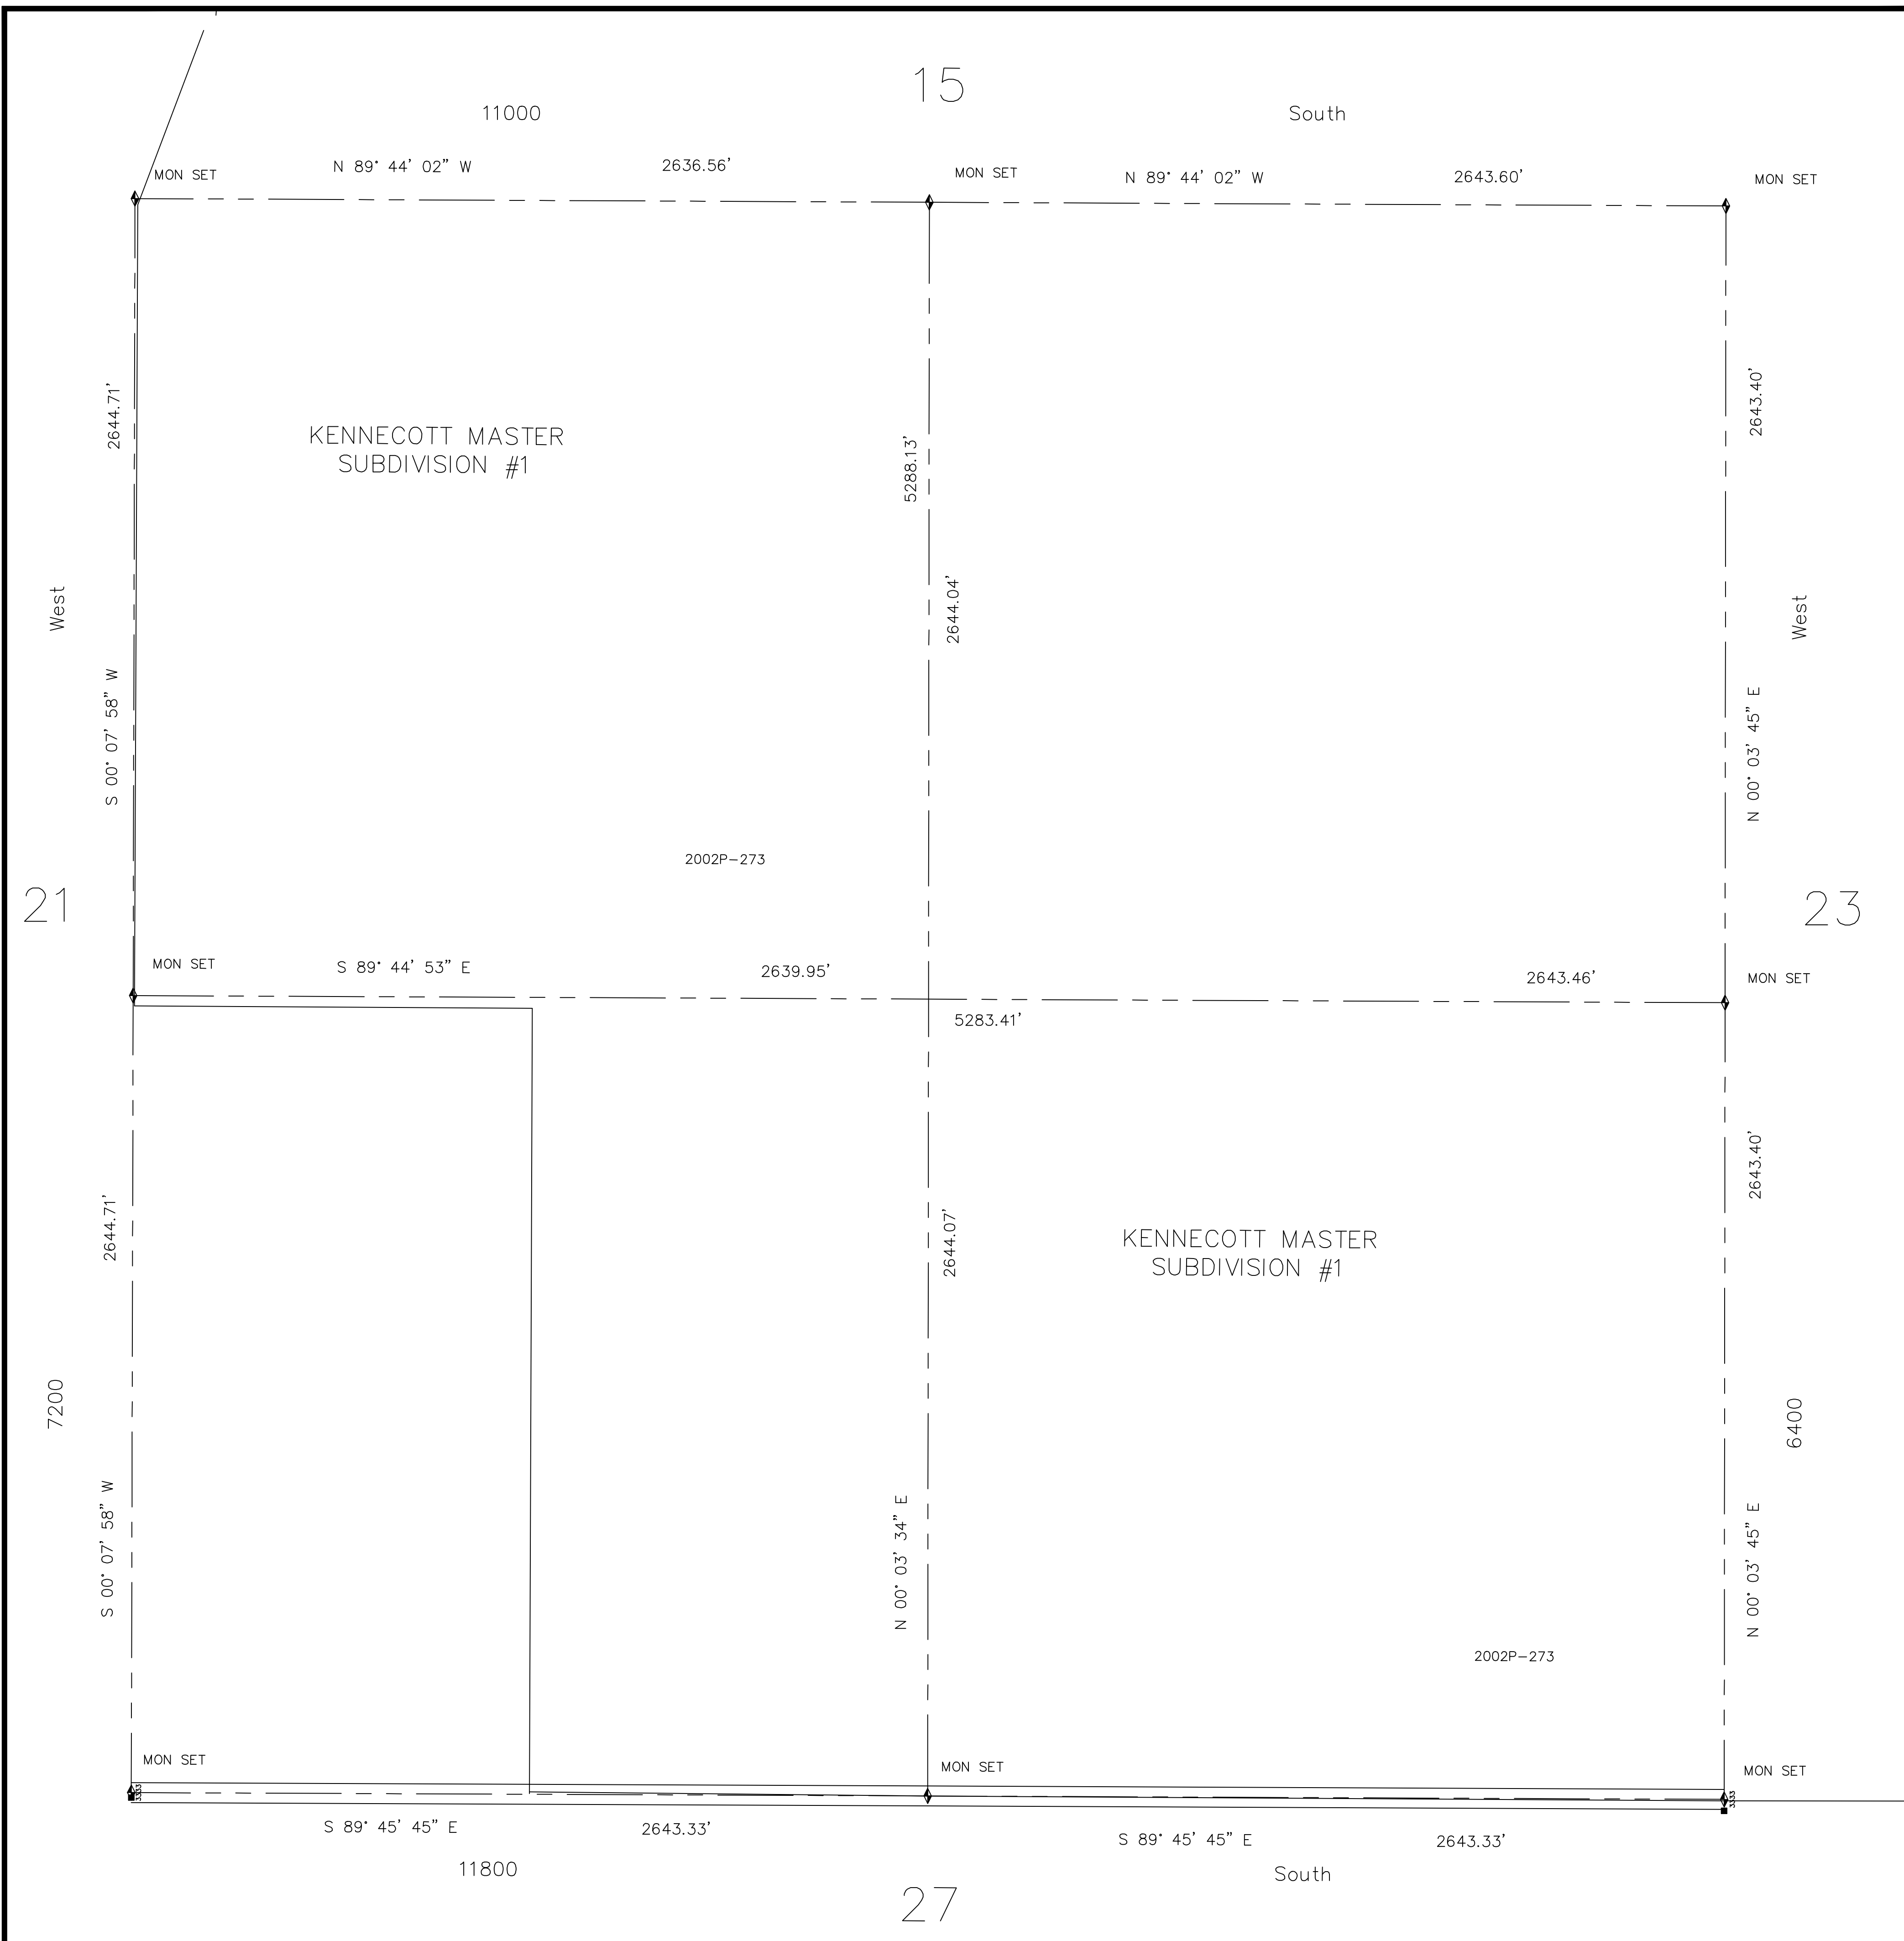 15
11000
South
MON SET
N 89° 44' 02" W
2636.56'
MON SET
N 89° 44' 02" W
2643.60'
MON SET
2644.71'
2643.40'
KENNECOTT MASTER
SUBDIVISION #1
5288.13'
2644.04'
West
West
S 00° 07' 58" W
N 00° 03' 45" E
2002P-273
21
23
MON SET
S 89° 44' 53" E
2639.95'
2643.46'
MON SET
5283.41'
2644.71'
2644.07'
2643.40'
KENNECOTT MASTER
SUBDIVISION #1
7200
6400
S 00° 07' 58" W
N 00° 03' 34" E
N 00° 03' 45" E
2002P-273
MON SET
MON SET
MON SET
3333
3333
S 89° 45' 45" E
2643.33'
S 89° 45' 45" E
2643.33'
11800
South
27